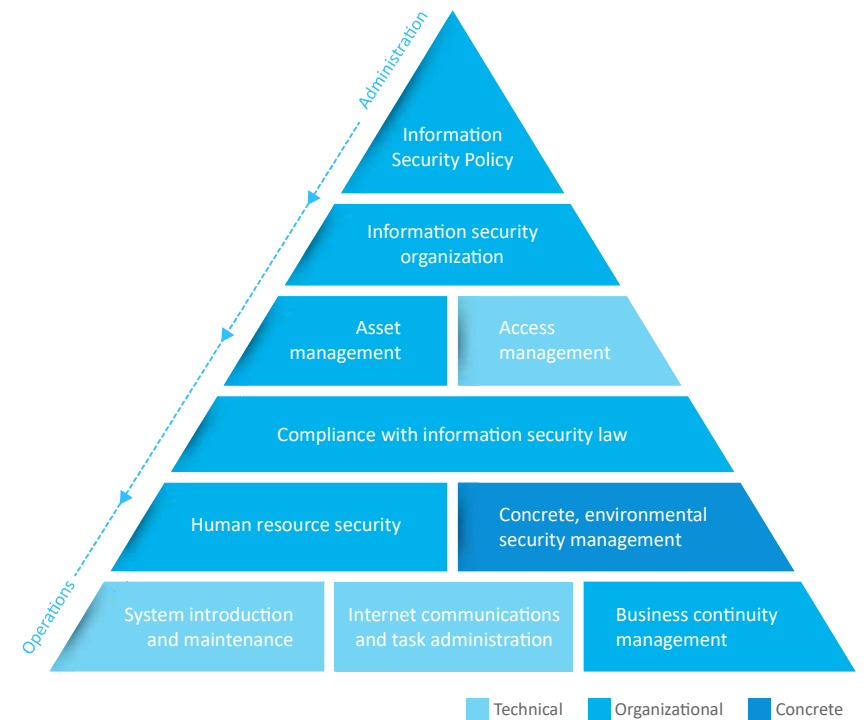 Administration
Information
Security Policy
Information security
organization
Asset
management
Access
management
Compliance with information security law
Human resource security
Concrete, environmental
security management
Operations
System introduction
and maintenance
Internet communications
and task administration
Business continuity
management
Technical
Organizational
Concrete